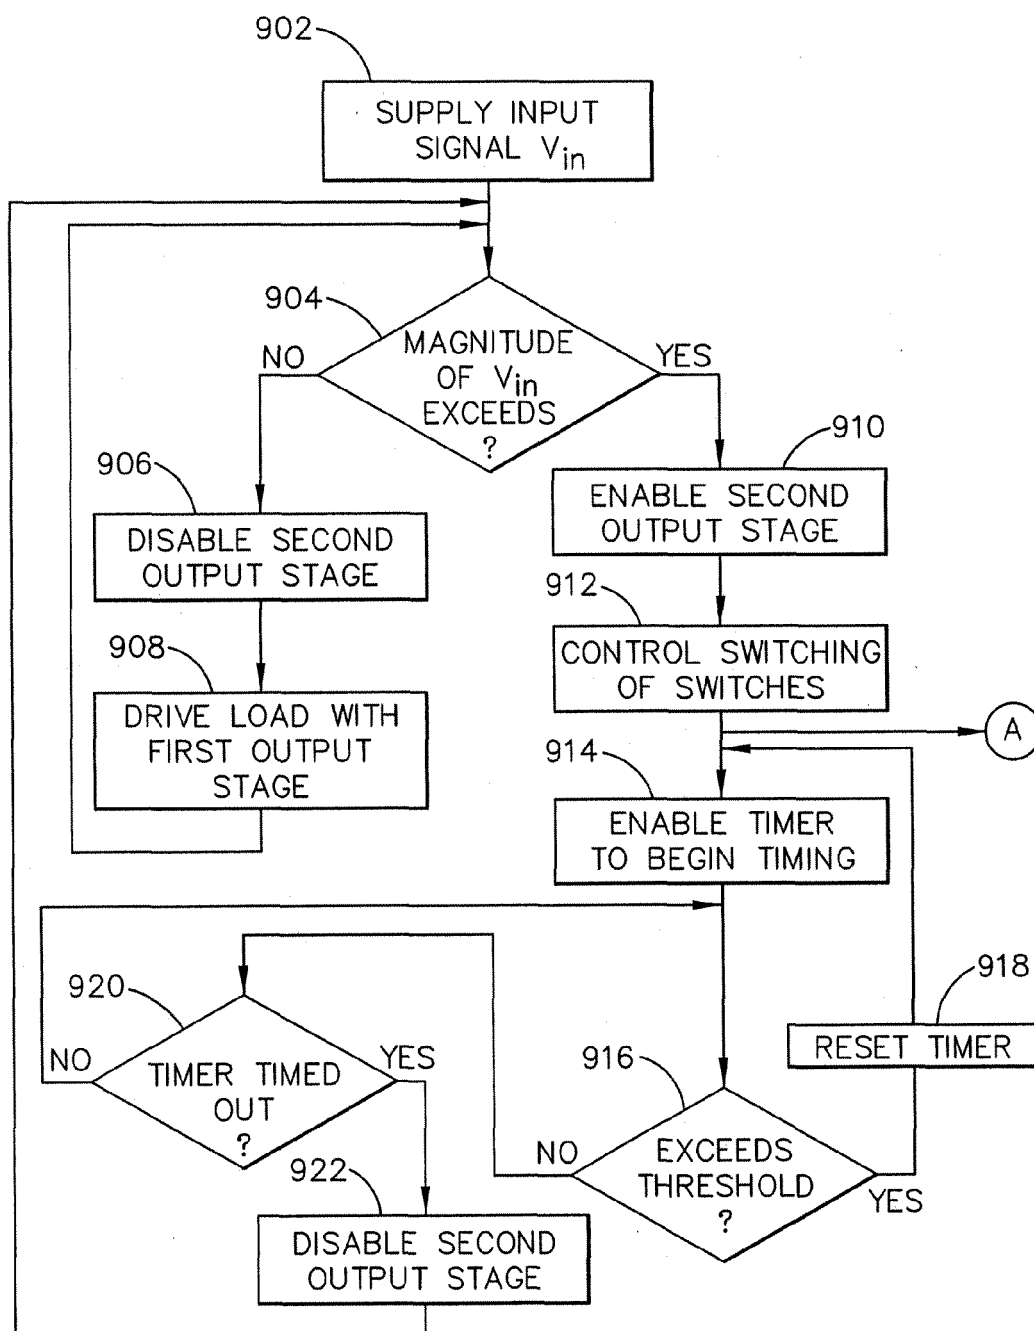 902
SUPPLY INPUT
SIGNAL Vin
904
MAGNITUDE
OF Vin
EXCEEDS
?
NO
YES
906
DISABLE SECOND
OUTPUT STAGE
910
ENABLE SECOND
OUTPUT STAGE
912
CONTROL SWITCHING
OF SWITCHES
908
DRIVE LOAD WITH
FIRST OUTPUT
STAGE
A
914
ENABLE TIMER
TO BEGIN TIMING
918
RESET TIMER
920
TIMER TIMED
OUT
?
NO
YES
916
EXCEEDS
THRESHOLD
?
NO
YES
922
DISABLE SECOND
OUTPUT STAGE